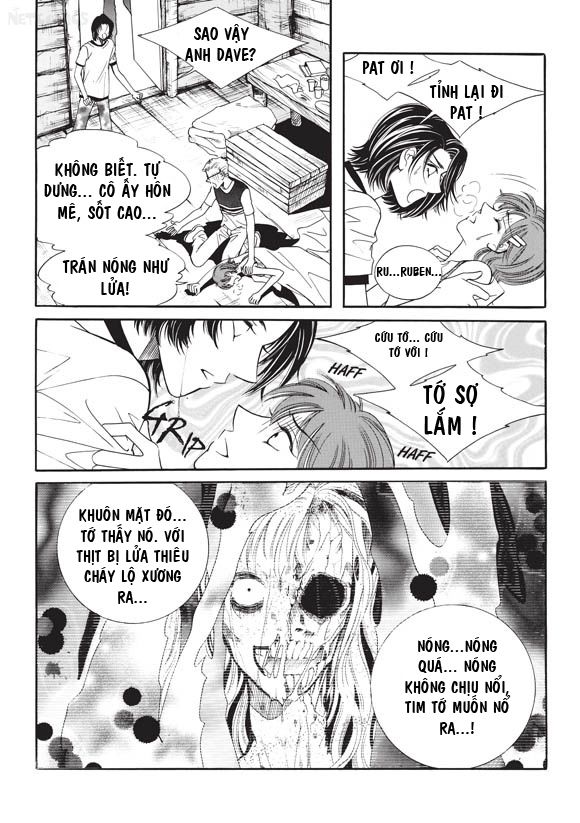 SAO VẬY
ANH DAVE?
KHÔNG BIẾT. TỰ
DƯNG... CÔ ẤY HÔN
MÊ, SỐT CAO...
TRÁN NÓNG NHƯ
LỬA!
PAT ƠI !
TỈNH LẠI ĐI
PAT !
RU...RUBEN...
CỨU TỚ... CỨU
TỚ VỚI !
HAFF
TỚ SỢ
LẮM !
GRIP
HAFF
KHUÔN MẶT ĐÓ...
TỚ THẤY NÓ. VỚI
THỊT BỊ LỬA THIÊU
CHÁY LỘ XƯƠNG
RA...
NÓNG...NÓNG
QUÁ... NÓNG
KHÔNG CHỊU NỔI,
TIM TỚ MUỐN NỔ
RA...!